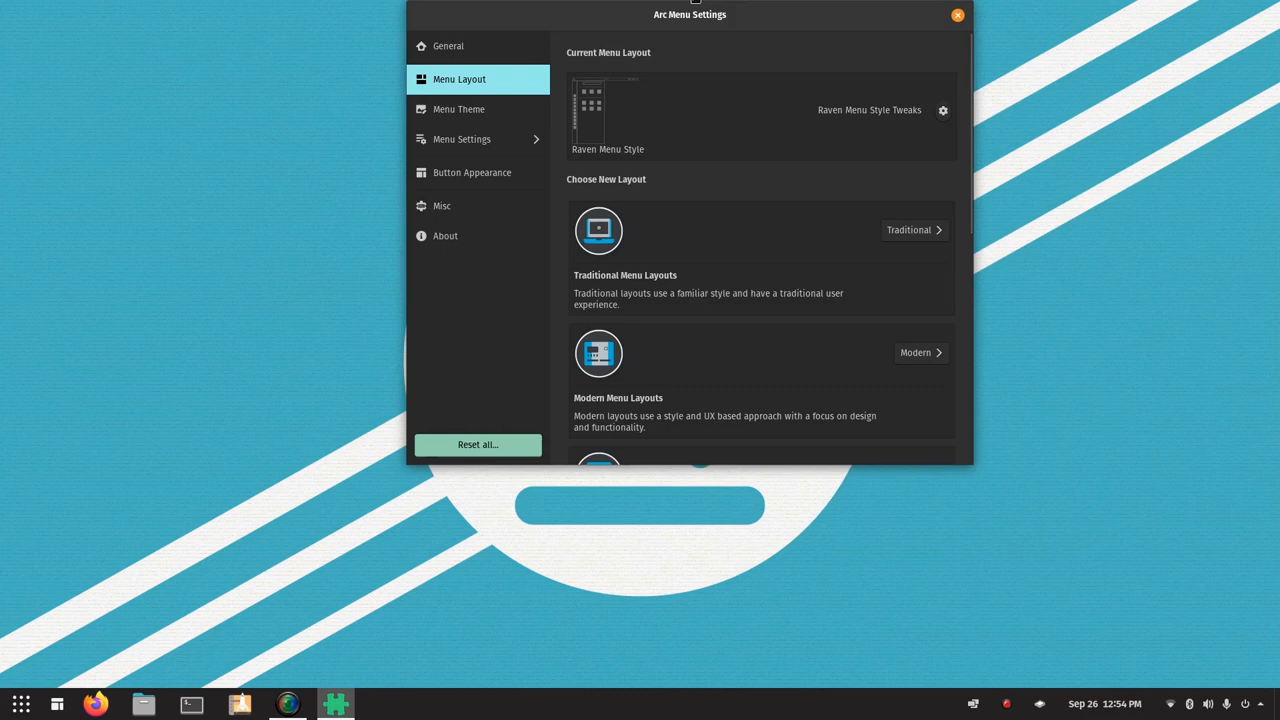 Arc Menu Settings
General
Menu Layout
Menu Theme
Menu Settings
Button Appearance
Misc
About
Reset all...
Current Menu Layout
Raven Menu Style
Raven Menu Style Tweaks
Choose New Layout
Traditional
Traditional Menu Layouts
Traditional layouts use a familiar style and have a traditional user
experience.
Modern
Modern Menu Layouts
Modern layouts use a style and UX based approach with a focus on design
and functionality.
Sep 26 12:54 PM